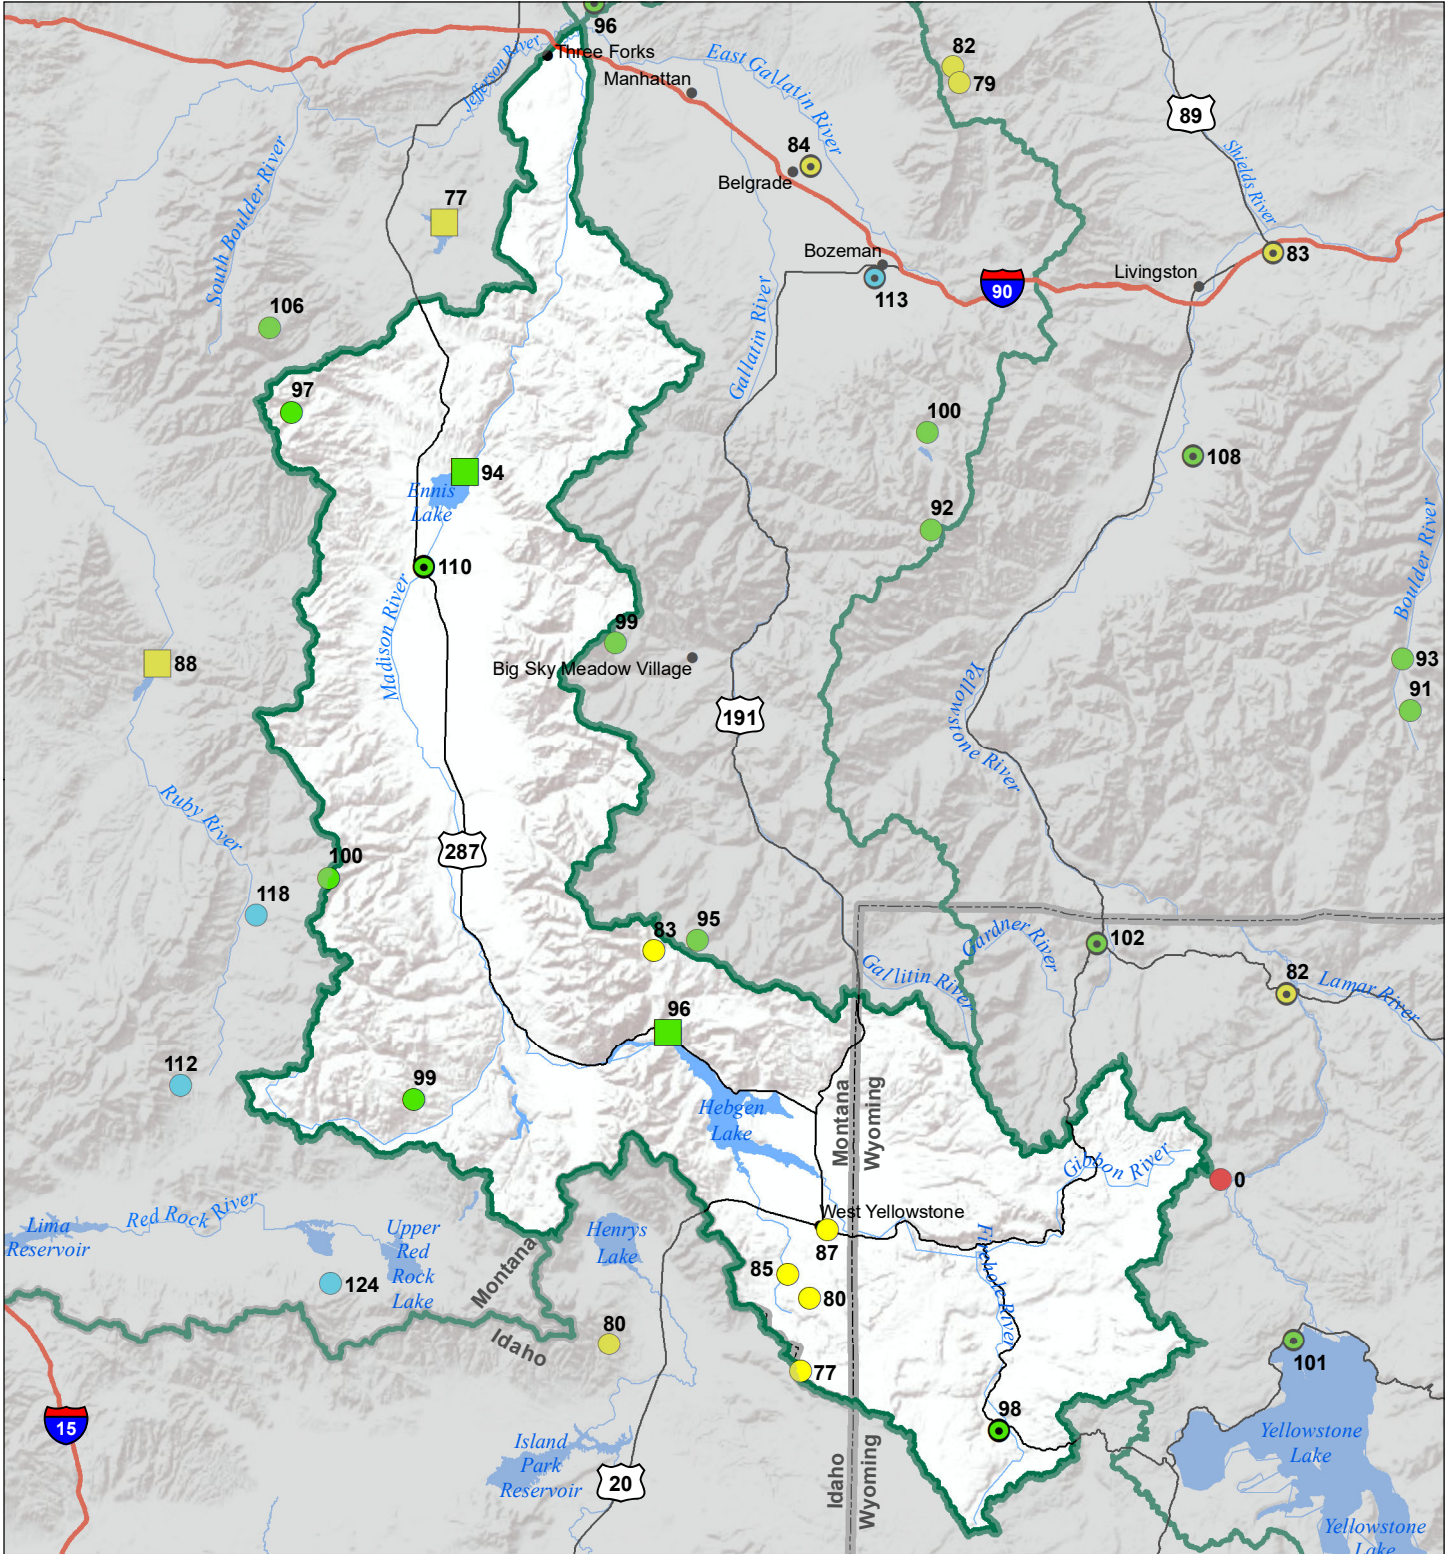 96
Three Forks
Jefferson River
Manhattan
East Gallatin River
82
79
89
84
Belgrade
Shields River
South Boulder River
77
Bozeman
113
90
Livingston
83
106
Gallatin River
97
100
108
94
Ennis
Lake
92
Boulder River
110
Madison River
99
Big Sky Meadow Village
88
93
91
191
Yellowstone River
Ruby River
287
100
118
83
95
Gardner River
102
Gallitin River
82
Lamar River
96
112
99
Hebgen
Lake
Montana
Wyoming
Gibbon River
0
Lima
Reservoir
Red Rock River
Upper
Red
Rock
Lake
Henrys
Lake
West Yellowstone
87
Firehole River
Montana
Idaho
124
85
80
80
77
101
15
98
Island
Park
Reservoir
20
Idaho
Wyoming
Yellowstone
Lake
Yellowstone
Lake